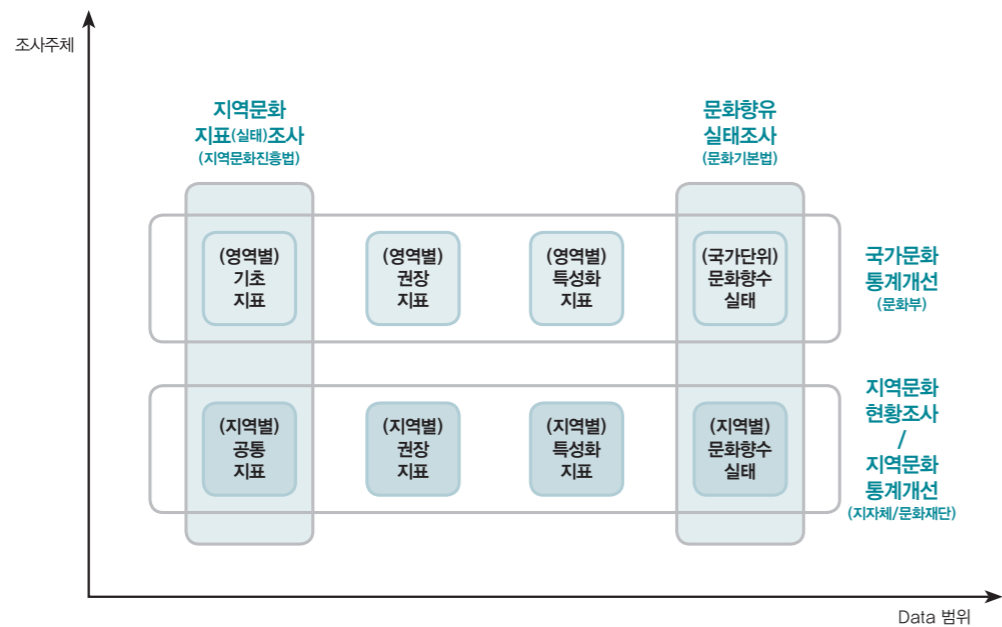 조사주체
지역문화
지표(실태)조사
(지역문화진흥법)
문화향유
실태조사
(문화기본법)
(영역별)
기초
지표
(영역별)
권장
지표
(영역별)
특성화
지표
(국가단위)
문화향수
실태
국가문화
통계개선
(문화부)
(지역별)
공통
지표
(지역별)
권장
지표
(지역별)
특성화
지표
(지역별)
문화향수
실태
지역문화
현황조사
/
지역문화
통계개선
(지자체/문화재단)
Data 범위